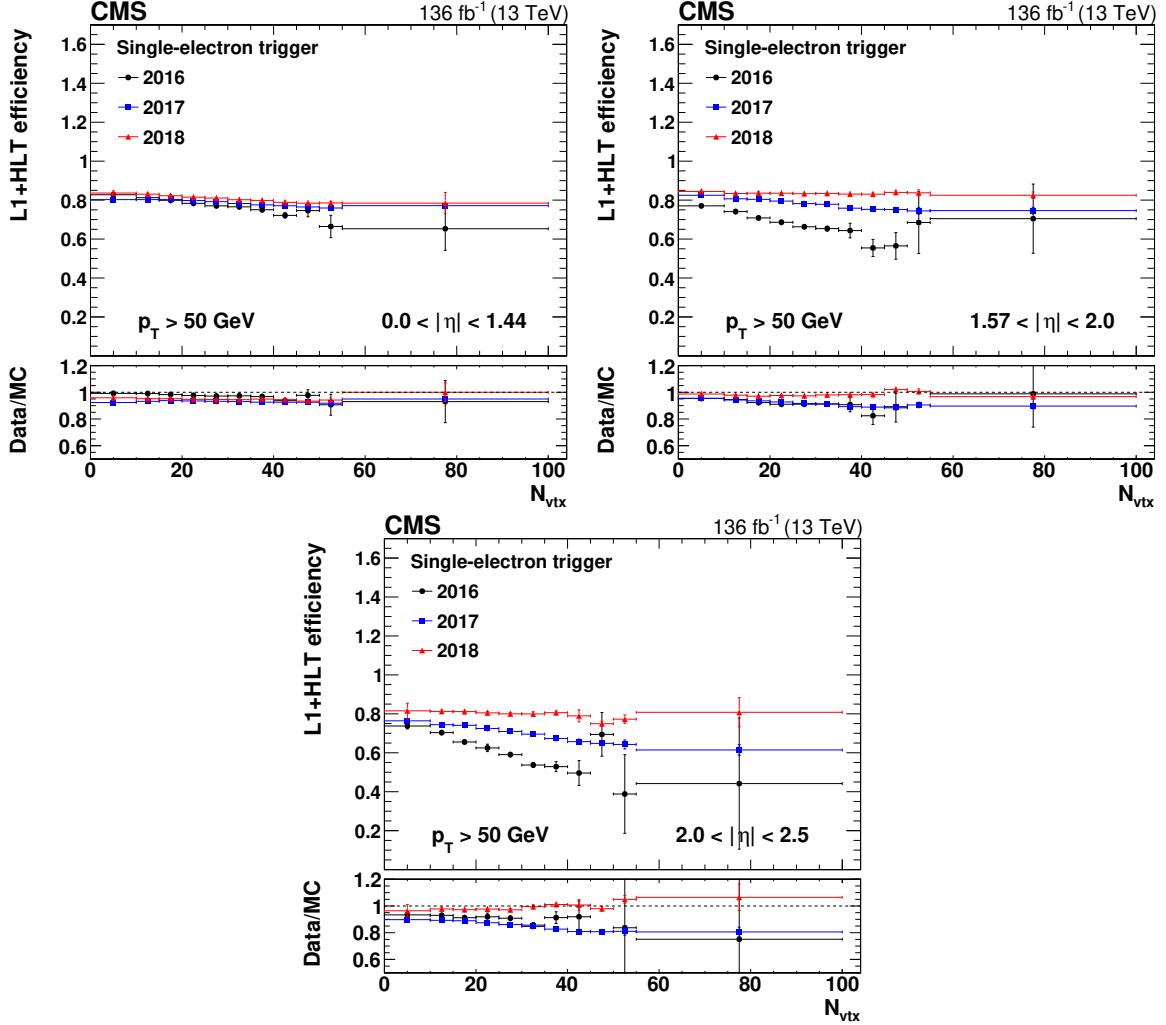 CMS 136 fb⁻¹ (13 TeV)
L1+HLT efficiency
Single-electron trigger
2016
2017
2018
1.6
1.4
1.2
1
0.8
0.6
0.4
0.2
p_T > 50 GeV 0.0 < |η| < 1.44
Data/MC
1.2
1
0.8
0.6
0 20 40 60 80 100
N_vtx
CMS 136 fb⁻¹ (13 TeV)
L1+HLT efficiency
Single-electron trigger
2016
2017
2018
1.6
1.4
1.2
1
0.8
0.6
0.4
0.2
p_T > 50 GeV 1.57 < |η| < 2.0
Data/MC
1.2
1
0.8
0.6
0 20 40 60 80 100
N_vtx
CMS 136 fb⁻¹ (13 TeV)
L1+HLT efficiency
Single-electron trigger
2016
2017
2018
1.6
1.4
1.2
1
0.8
0.6
0.4
0.2
p_T > 50 GeV 2.0 < |η| < 2.5
Data/MC
1.2
1
0.8
0.6
0 20 40 60 80 100
N_vtx